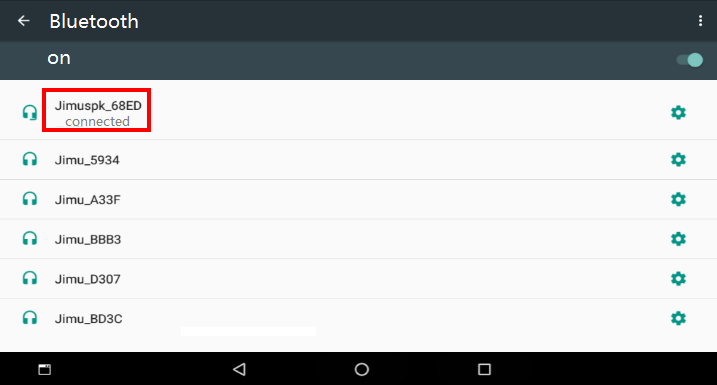 Bluetooth
on
Jimuspk_68ED
connected
Jimu_5934
Jimu_A33F
Jimu_BBB3
Jimu_D307
Jimu_BD3C